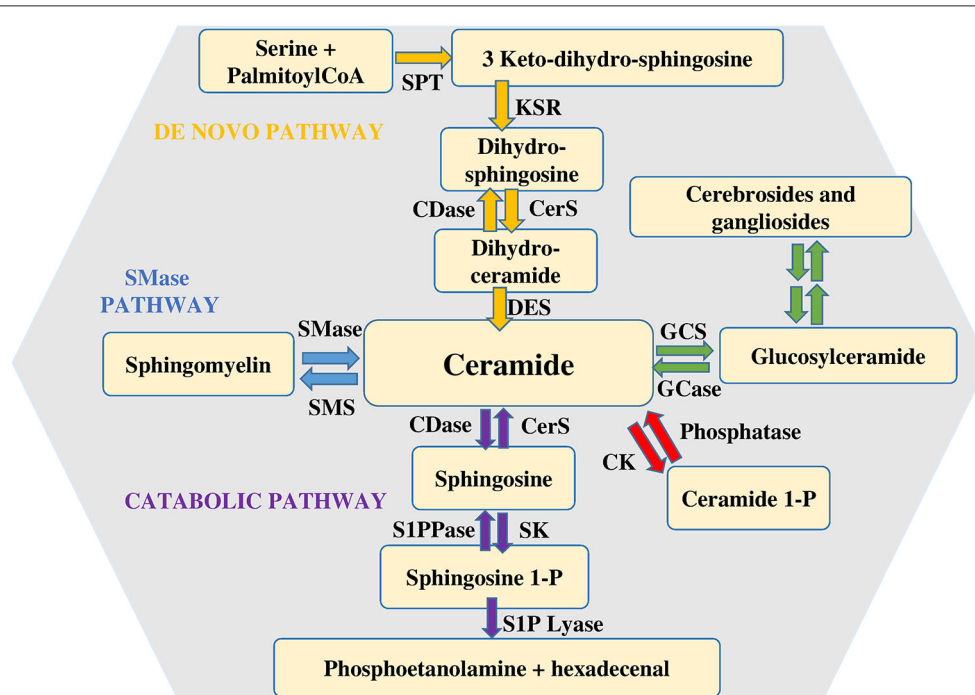 Serine +
PalmitoylCoA
SPT
3 Keto-dihydro-sphingosine
KSR
DE NOVO PATHWAY
Dihydro-
sphingosine
CDase
CerS
Cerebrosides and
gangliosides
Dihydro-
ceramide
DES
SMase
PATHWAY
SMase
Sphingomyelin
SMS
Ceramide
GCS
GCase
Glucosylceramide
CDase
CerS
Phosphatase
CK
Ceramide 1-P
Sphingosine
CATABOLIC PATHWAY
S1PPase
SK
Sphingosine 1-P
S1P Lyase
Phosphoetanolamine + hexadecenal